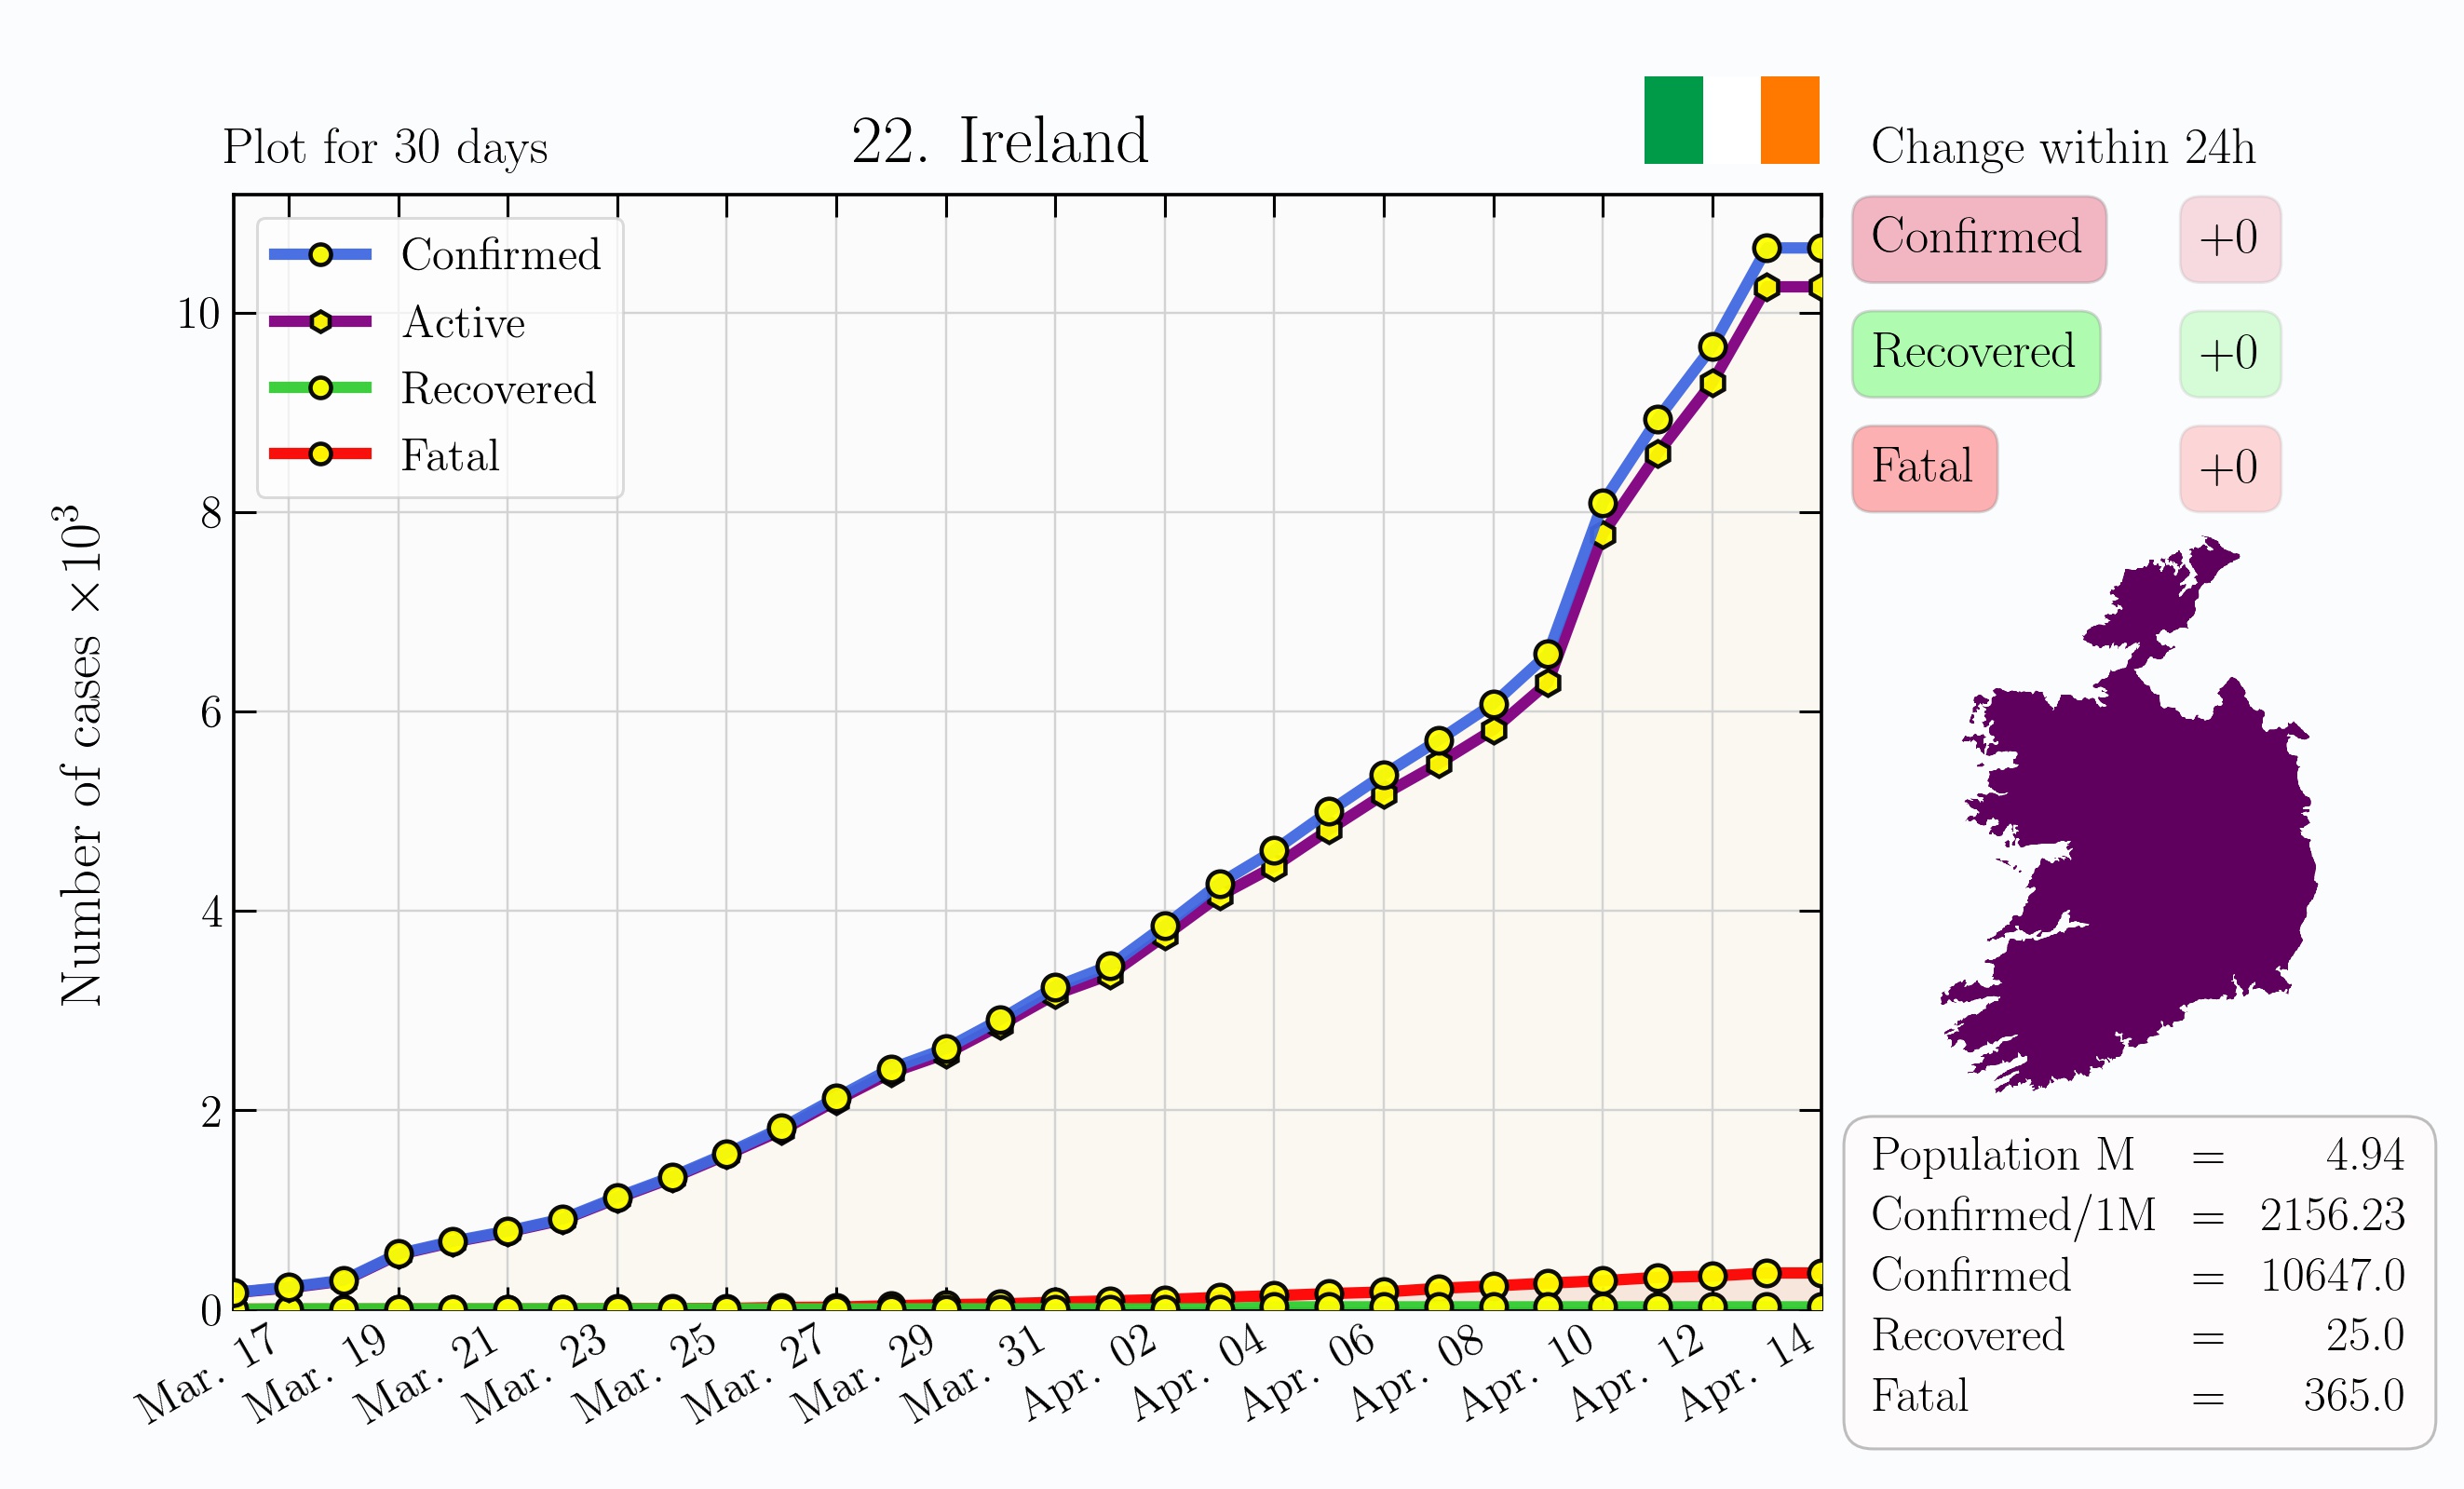 Plot for 30 days
22. Ireland
Change within 24h
Confirmed +0
Recovered +0
Fatal +0
Confirmed
Active
Recovered
Fatal
Number of cases ×10³
10
8
6
4
2
0
Mar. 17
Mar. 19
Mar. 21
Mar. 23
Mar. 25
Mar. 27
Mar. 29
Mar. 31
Apr. 02
Apr. 04
Apr. 06
Apr. 08
Apr. 10
Apr. 12
Apr. 14
Population M = 4.94
Confirmed/1M = 2156.23
Confirmed = 10647.0
Recovered = 25.0
Fatal = 365.0